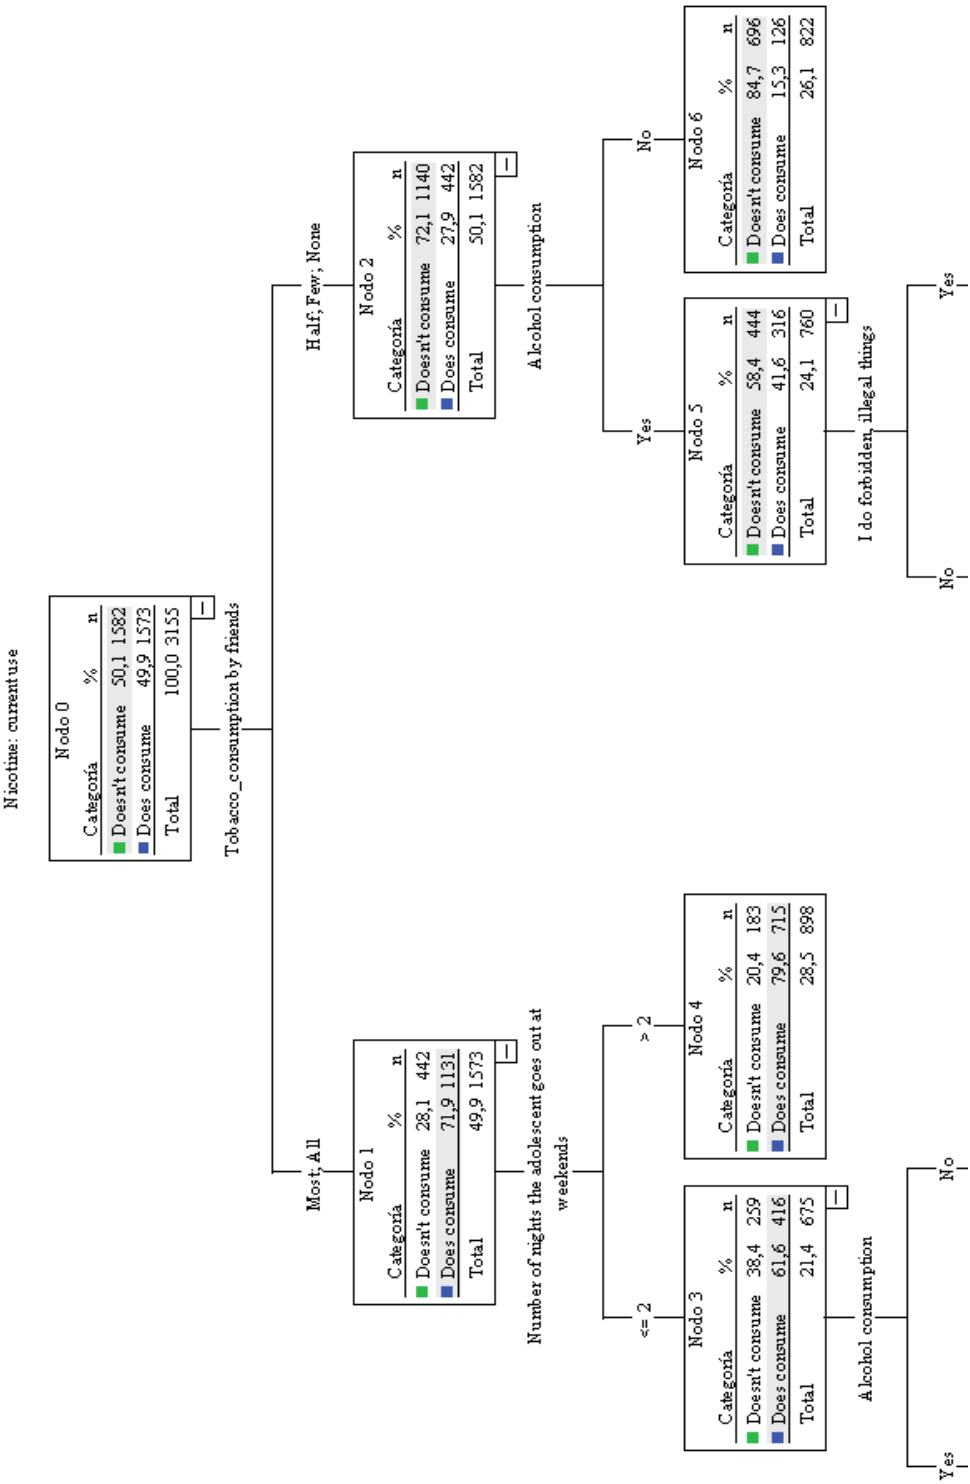 Nicotine: current use
Nodo 0
Categoría % n
Doesn't consume 50,1 1582
Does consume 49,9 1573
Total 100,0 3155
Tobacco_consumption by friends
Most; All
Half; Few; None
Nodo 1
Categoría % n
Doesn't consume 28,1 442
Does consume 71,9 1131
Total 49,9 1573
Nodo 2
Categoría % n
Doesn't consume 72,1 1140
Does consume 27,9 442
Total 50,1 1582
Number of nights the adolescent goes out at
weekends
Alcohol consumption
<= 2
> 2
Yes
No
Nodo 3
Categoría % n
Doesn't consume 38,4 259
Does consume 61,6 416
Total 21,4 675
Nodo 4
Categoría % n
Doesn't consume 20,4 183
Does consume 79,6 715
Total 28,5 898
Nodo 5
Categoría % n
Doesn't consume 58,4 444
Does consume 41,6 316
Total 24,1 760
Nodo 6
Categoría % n
Doesn't consume 84,7 696
Does consume 15,3 126
Total 26,1 822
Alcohol consumption
I do forbidden, illegal things
Yes
No
No
Yes